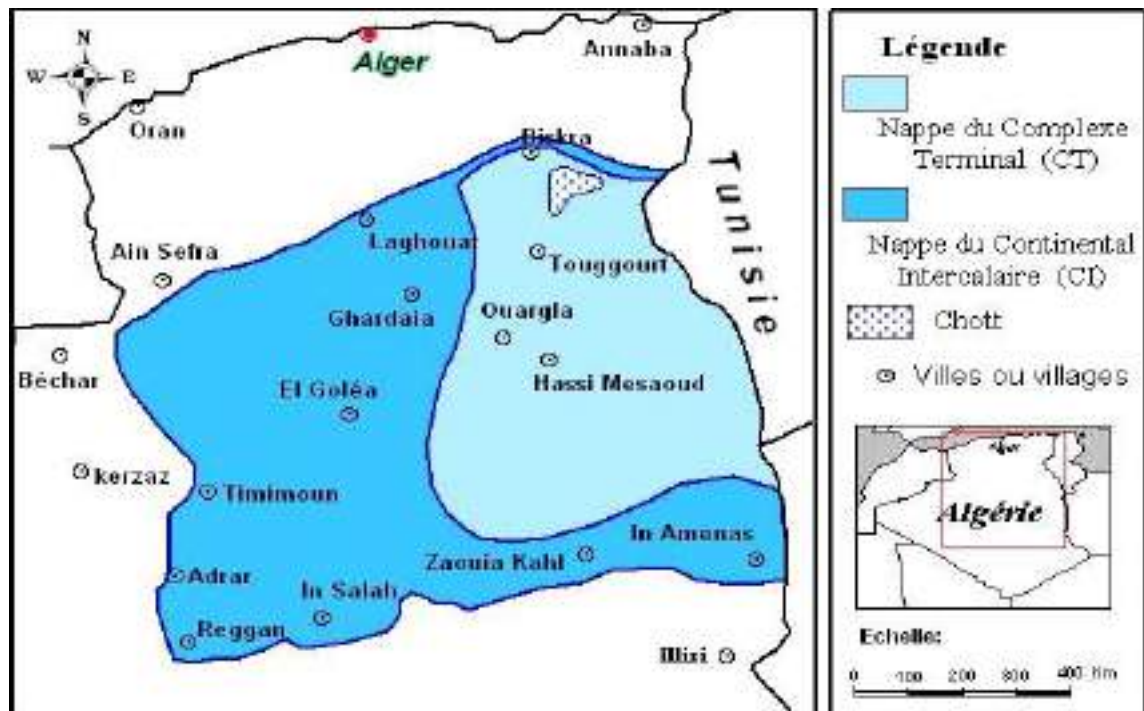 N
W E
S
Alger
Annaba
Oran
Biskra
Tunisie
Laghouat
Ain Sefra
Touggourt
Ghardaia
Ouargla
Béchar
Hassi Mesaoud
El Goléa
kerzaz
Timimoun
In Amenas
Zaouia Kahl
Adrar
In Salah
Reggan
Illizi
Légende
Nappe du Complexe
Terminal (CT)
Nappe du Continental
Intercalaire (CI)
Chott
Villes ou villages
Alger
Algérie
Echelle:
0 100 200 300 400 Km